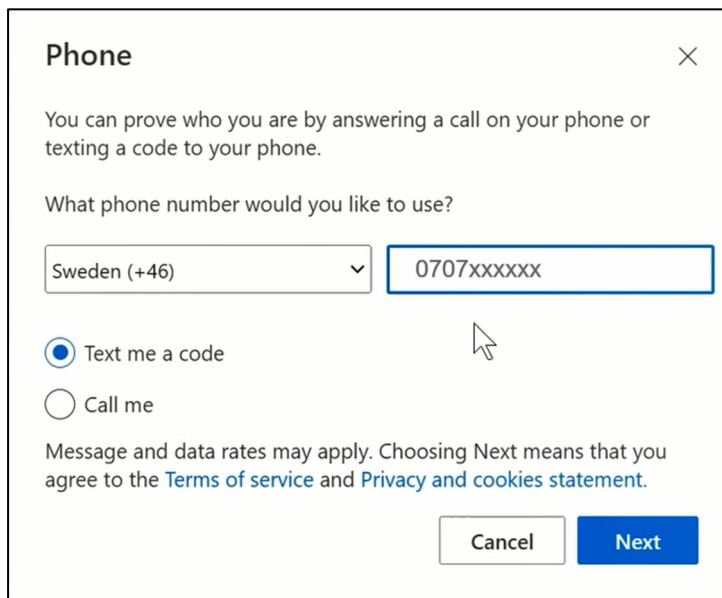 Phone
You can prove who you are by answering a call on your phone or
texting a code to your phone.
What phone number would you like to use?
Sweden (+46)
0707xxxxxx
Text me a code
Call me
Message and data rates may apply. Choosing Next means that you
agree to the Terms of service and Privacy and cookies statement.
Cancel
Next